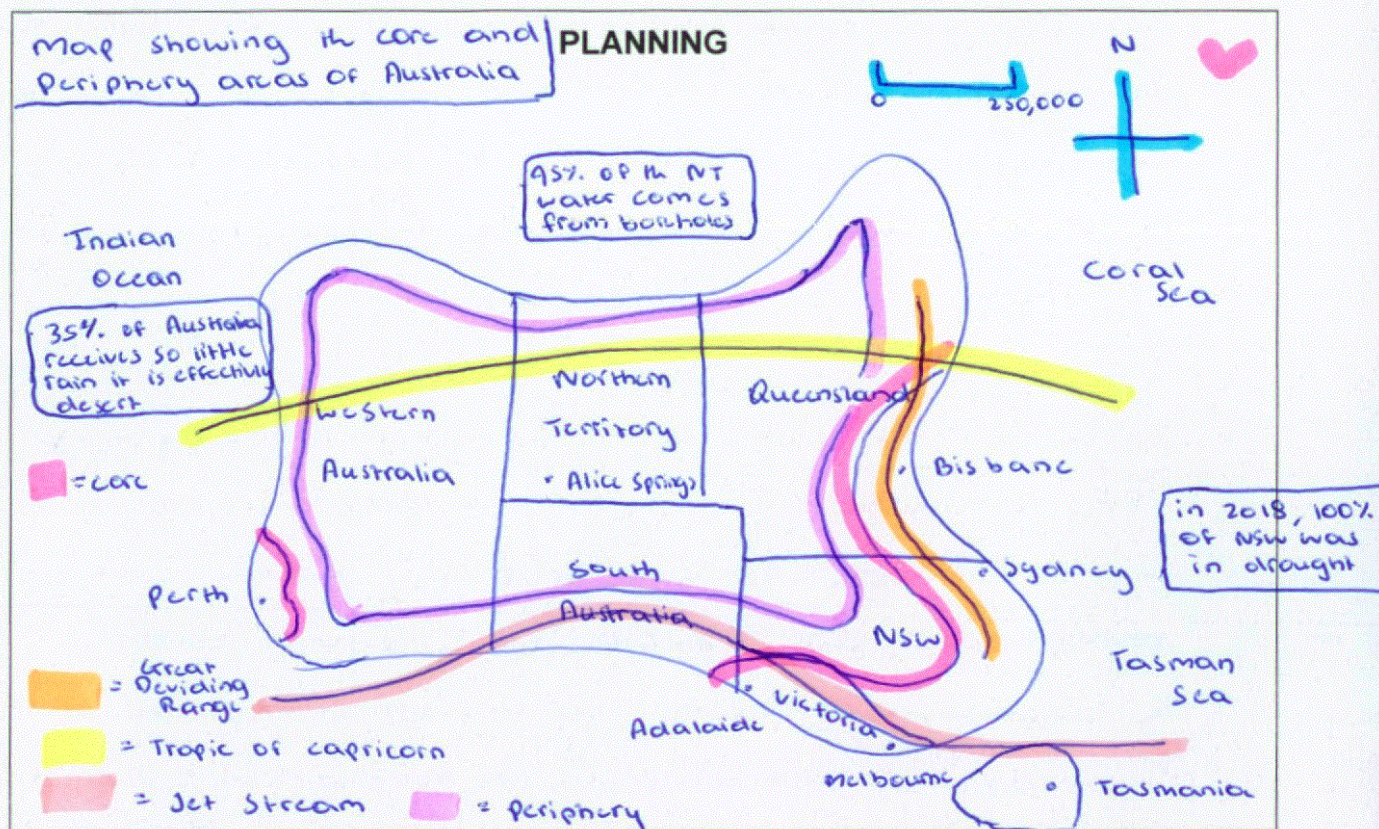 Map showing th core and
Periphery areas of Australia
PLANNING
0 250,000
N
95% of th NT
water comes
from boreholes
Indian
Ocean
Coral
Sea
35% of Australia
receives so little
rain it is effectively
desert
Northern
Territory
• Alice Springs
Queensland
Western
Australia
= core
Bisbane
in 2018, 100%
of NSW was
in drought
Perth
South
Australia
Sydney
NSW
Tasman
Sea
= Great
Deviding
Range
Adalaide
Victoria
= Tropic of capricorn
Melbourne
Tasmania
= Jet Stream
= Periphery